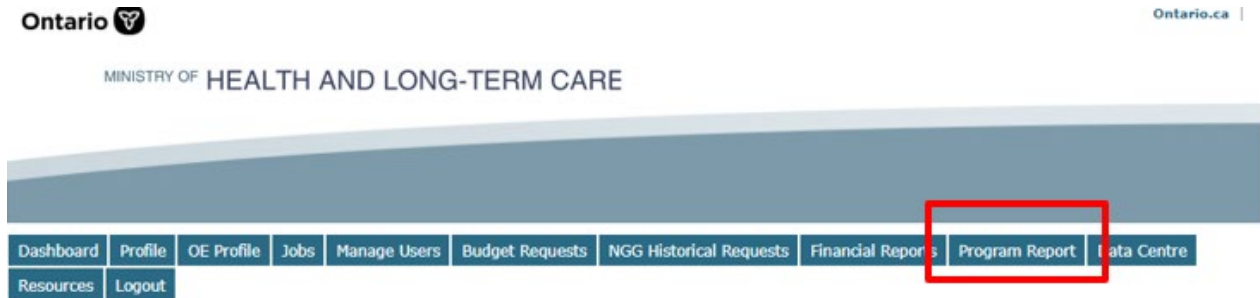 Ontario
Ontario.ca |
MINISTRY OF HEALTH AND LONG-TERM CARE
Dashboard Profile OE Profile Jobs Manage Users Budget Requests NGG Historical Requests Financial Reports Program Report Data Centre
Resources Logout